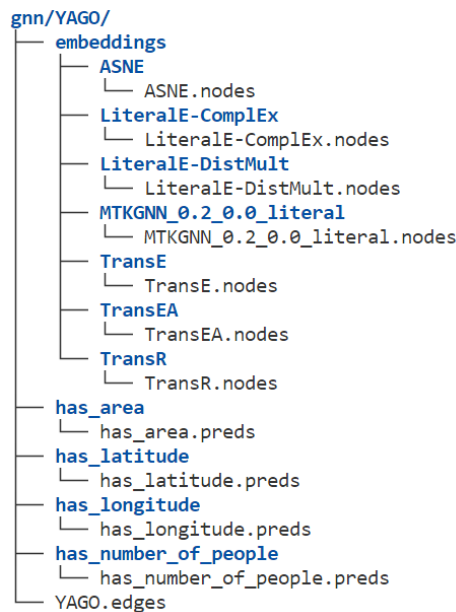 gnn/YAGO/
embeddings
ASNE
ASNE.nodes
LiteralE-ComplEx
LiteralE-ComplEx.nodes
LiteralE-DistMult
LiteralE-DistMult.nodes
MTKGNN_0.2_0.0_literal
MTKGNN_0.2_0.0_literal.nodes
TransE
TransE.nodes
TransEA
TransEA.nodes
TransR
TransR.nodes
has_area
has_area.preds
has_latitude
has_latitude.preds
has_longitude
has_longitude.preds
has_number_of_people
has_number_of_people.preds
YAGO.edges